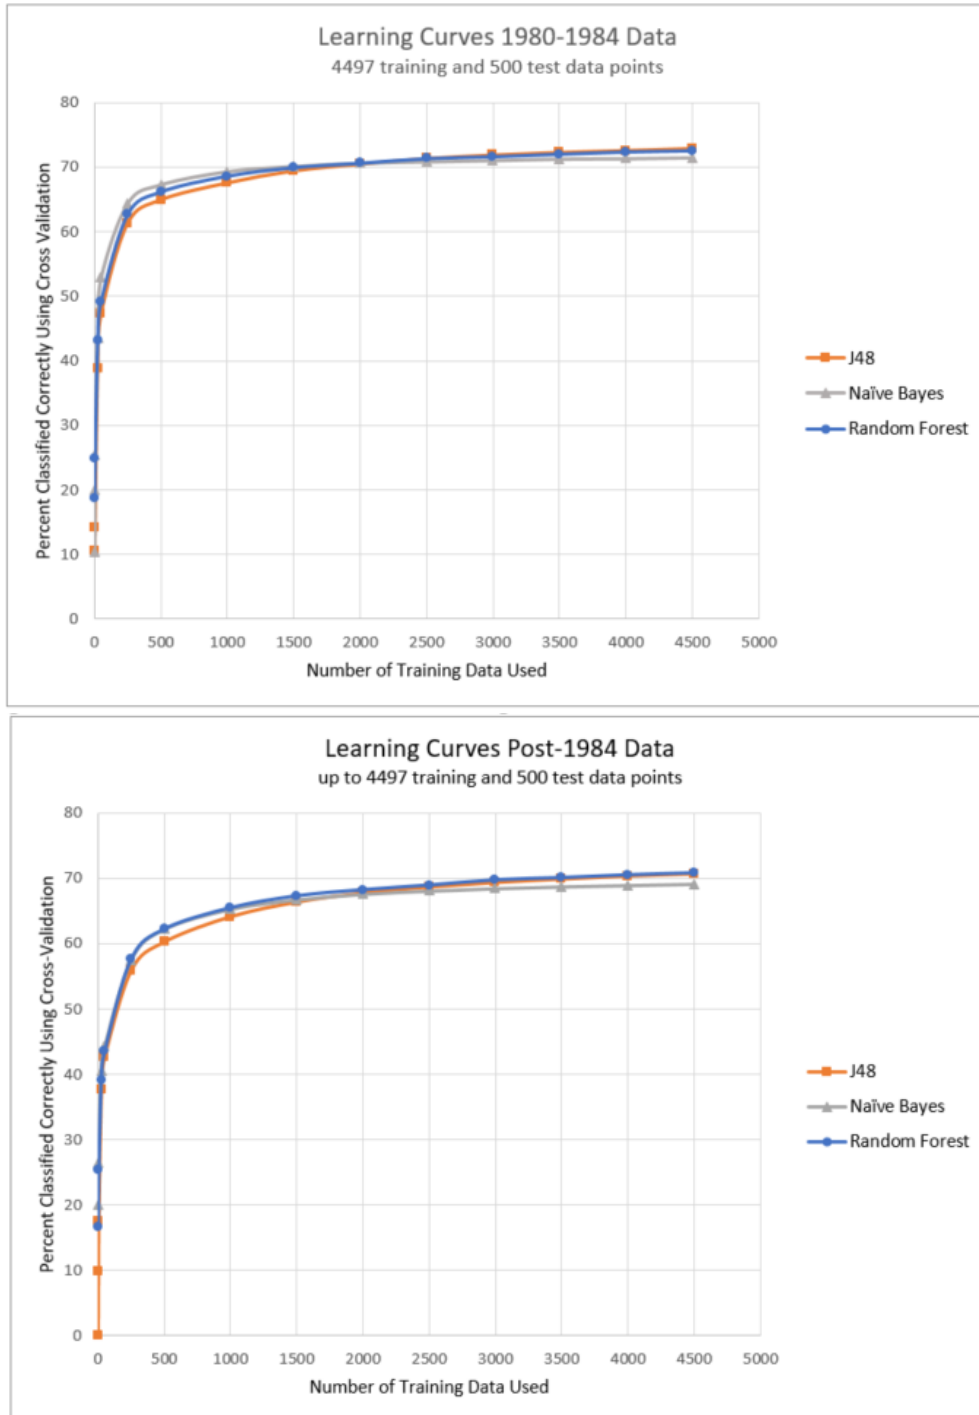 Learning Curves 1980-1984 Data
4497 training and 500 test data points
Percent Classified Correctly Using Cross Validation
80
70
60
50
40
30
20
10
0
0 500 1000 1500 2000 2500 3000 3500 4000 4500 5000
Number of Training Data Used
J48
Naïve Bayes
Random Forest
Learning Curves Post-1984 Data
up to 4497 training and 500 test data points
Percent Classified Correctly Using Cross-Validation
80
70
60
50
40
30
20
10
0
0 500 1000 1500 2000 2500 3000 3500 4000 4500 5000
Number of Training Data Used
J48
Naïve Bayes
Random Forest